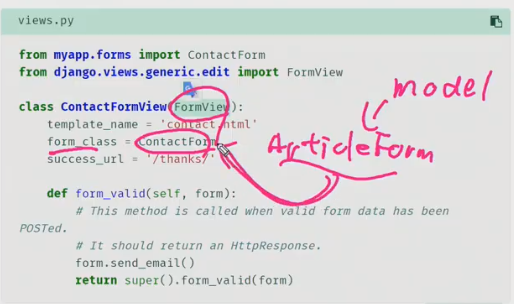 views.py
from myapp.forms import ContactForm
from django.views.generic.edit import FormView
model
class ContactFormView(FormView):
template_name = 'contact.html'
form_class = ContactForm
ArticleForm
success_url = '/thanks/'
def form_valid(self, form):
# This method is called when valid form data has been
POSTed.
# It should return an HttpResponse.
form.send_email()
return super().form_valid(form)